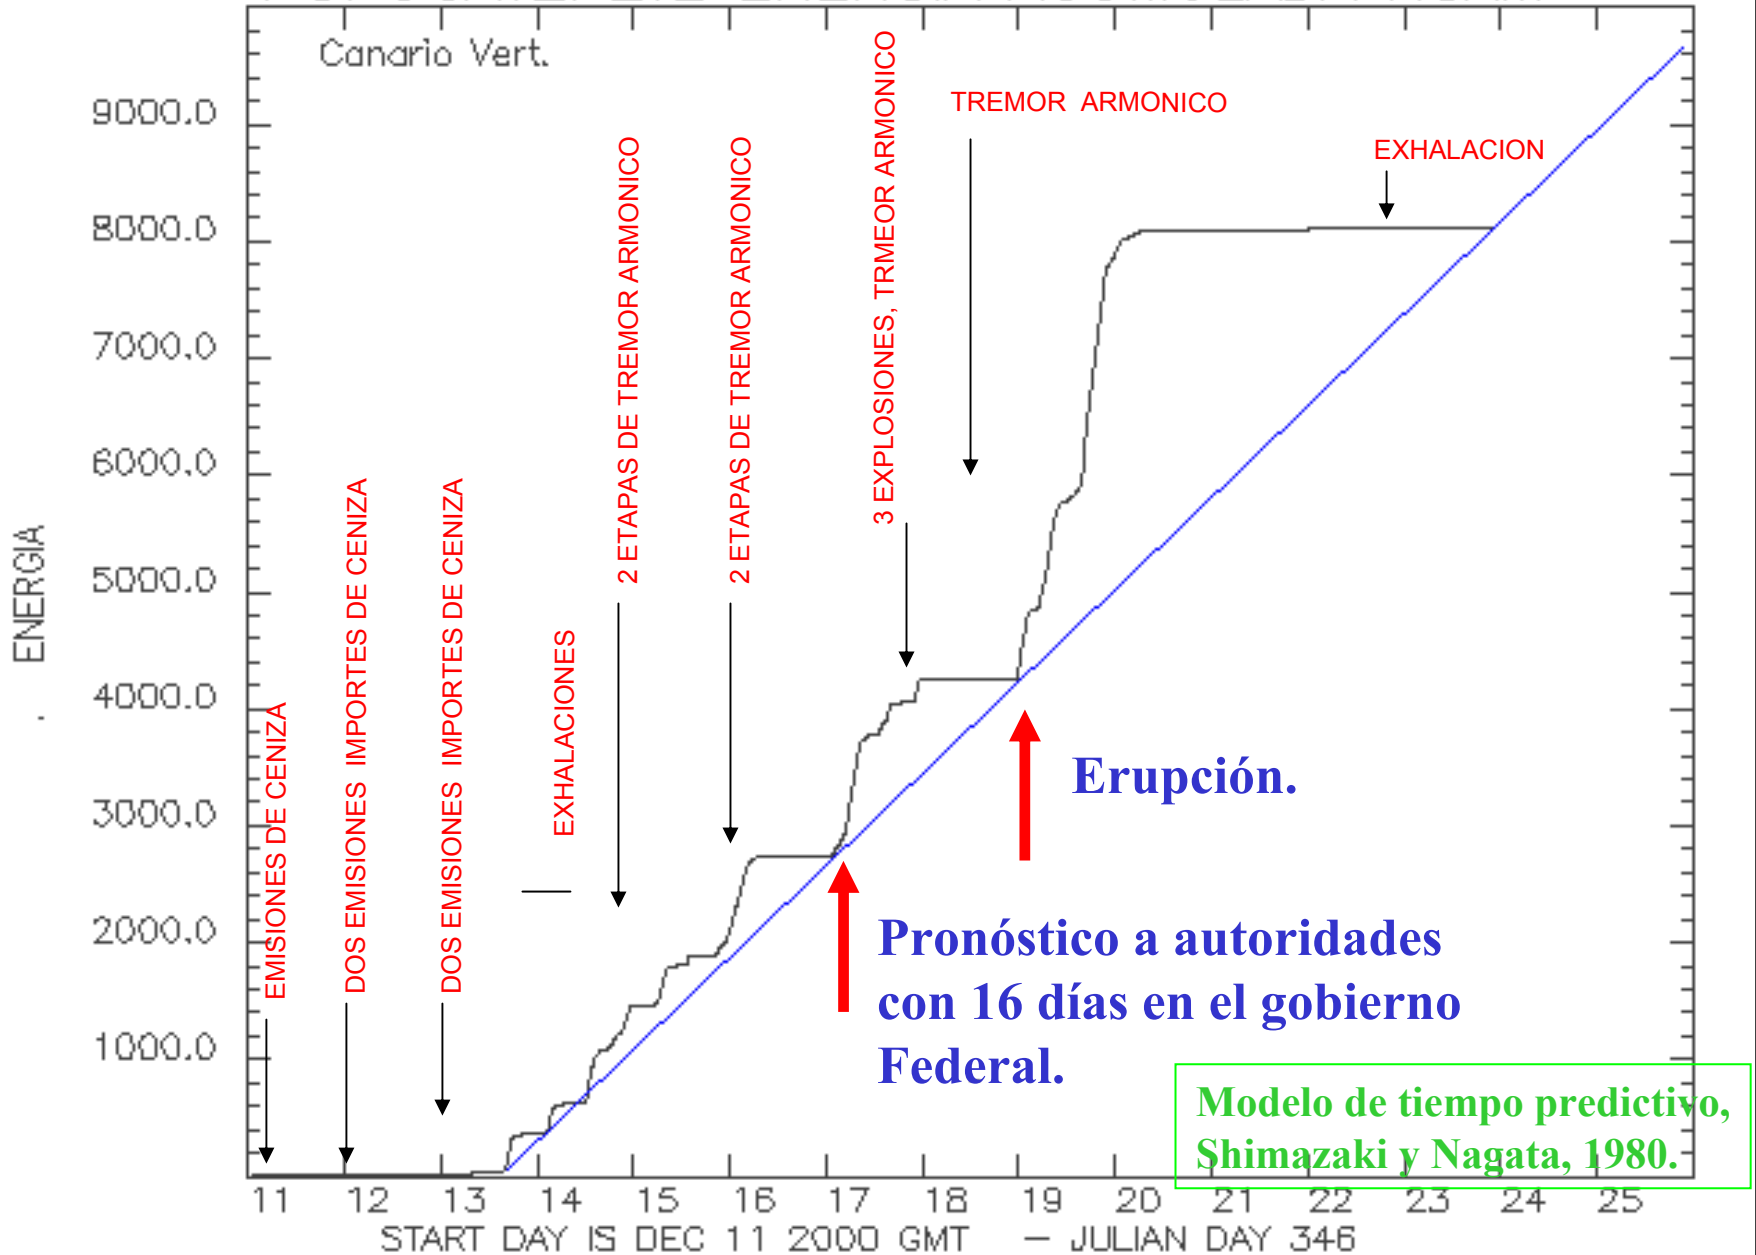 Canario Vert.
9000.0
8000.0
7000.0
6000.0
5000.0
4000.0
3000.0
2000.0
1000.0
ENERGIA
EMISIONES DE CENIZA
DOS EMISIONES IMPORTES DE CENIZA
DOS EMISIONES IMPORTES DE CENIZA
EXHALACIONES
2 ETAPAS DE TREMOR ARMONICO
2 ETAPAS DE TREMOR ARMONICO
3 EXPLOSIONES, TRMEOR ARMONICO
TREMOR ARMONICO
EXHALACION
Erupción.
Pronóstico a autoridades
con 16 días en el gobierno
Federal.
Modelo de tiempo predictivo,
Shimazaki y Nagata, 1980.
11 12 13 14 15 16 17 18 19 20 21 22 23 24 25
START DAY IS DEC 11 2000 GMT — JULIAN DAY 346